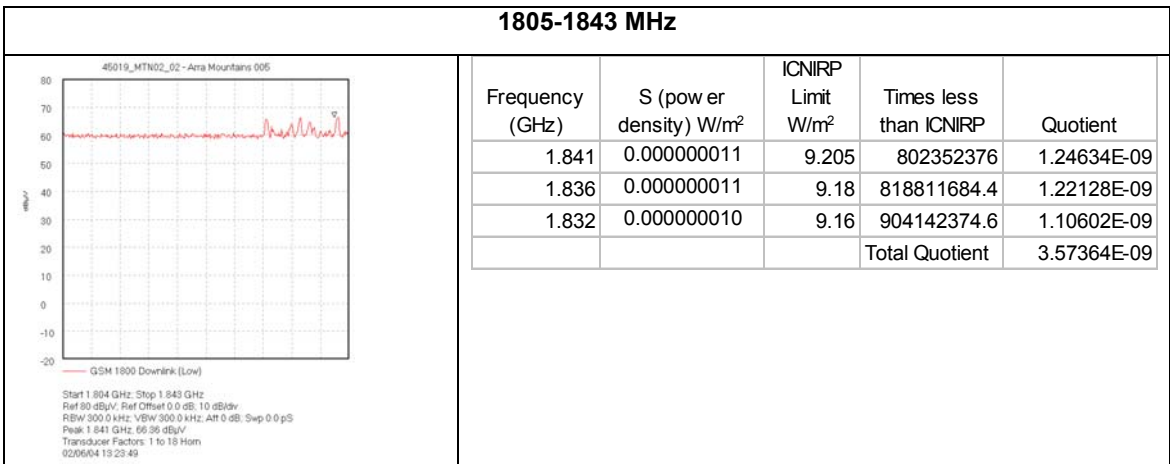 1805-1843 MHz
45019_MTN02_02 - Arra Mountains 005
80
70
60
50
40
30
20
10
0
-10
-20
dBµV
GSM 1800 Downlink (Low)
Start 1.804 GHz; Stop 1.843 GHz
Ref 80 dBµV; Ref Offset 0.0 dB; 10 dB/div
RBW 300.0 kHz; VBW 300.0 kHz; Att 0 dB; Swp 0.0 pS
Peak 1.841 GHz, 66.36 dBµV
Transducer Factors: 1 to 18 Horn
02/06/04 13:23:49
Frequency (GHz) S (pow er density) W/m² ICNIRP Limit W/m² Times less than ICNIRP Quotient
1.841 0.000000011 9.205 802352376 1.24634E-09
1.836 0.000000011 9.18 818811684.4 1.22128E-09
1.832 0.000000010 9.16 904142374.6 1.10602E-09
Total Quotient 3.57364E-09